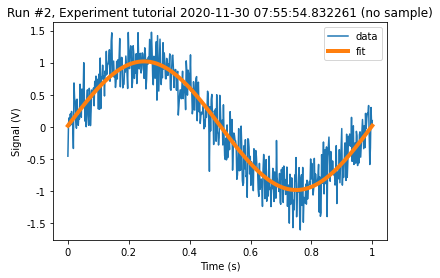 Run #2, Experiment tutorial 2020-11-30 07:55:54.832261 (no sample)
data
fit
1.5
1
0.5
0
-0.5
-1
-1.5
Signal (V)
0
0.2
0.4
0.6
0.8
1
Time (s)